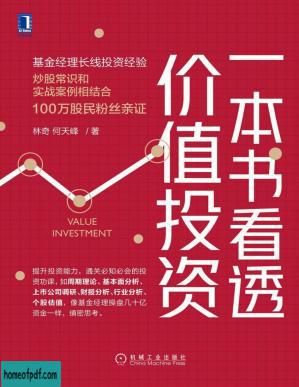 基金经理长线投资经验
炒股常识和
实战案例相结合
100万股民粉丝亲证
林奇 何天峰 / 著
一本书看透
价值投资
VALUE
INVESTMENT
提升投资能力，通关必知必会的投
资功课，如周期理论、基本面分析、
上市公司调研、财报分析、行业分析、
个股估值，像基金经理操盘几十亿
资金一样，缜密思考。
机械工业出版社
CHINA MACHINE PRESS
homeofpdf.com